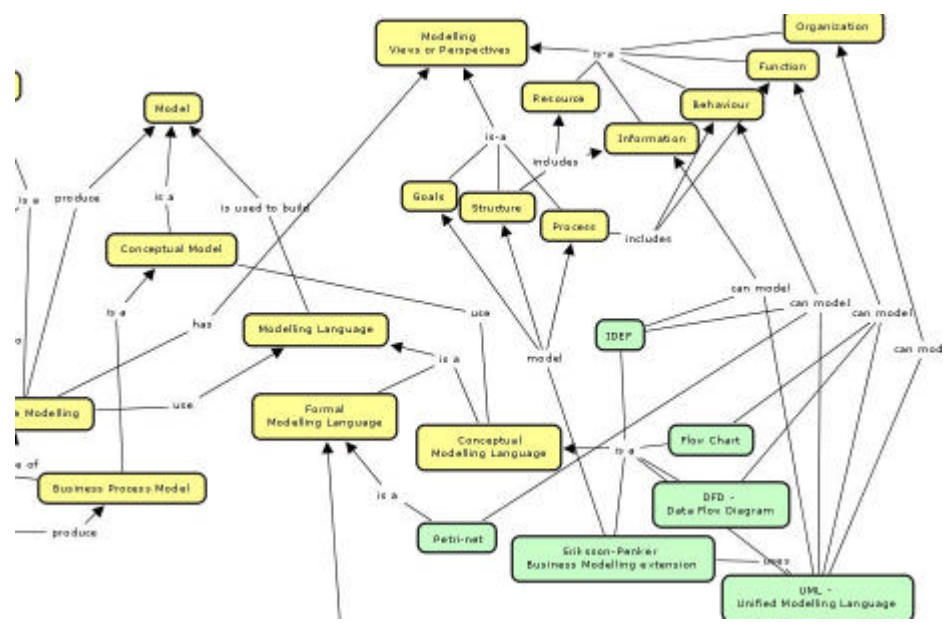 Organization
Modelling
Views or Perspectives
is-a
Function
Resource
Behaviour
Model
Information
is-a
includes
is a
produce
is a
is used to build
Goals
Structure
Process
includes
Conceptual Model
can model
can model
is a
use
can model
has
Modelling Language
IDEF
can mod
is a
model
use
e Modelling
Formal
Modelling Language
Conceptual
Modelling Language
Flow Chart
is a
e of
Business Process Model
is a
DFD -
Data Flow Diagram
produce
Petri-net
Eriksson-Penker
Business Modelling extension
uses
UML -
Unified Modelling Language